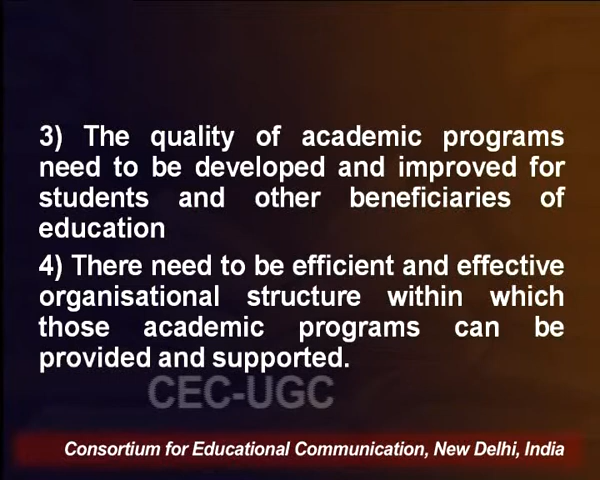 3) The quality of academic programs
need to be developed and improved for
students and other beneficiaries of
education
4) There need to be efficient and effective
organisational structure within which
those academic programs can be
provided and supported.
CEC-UGC
Consortium for Educational Communication, New Delhi, India